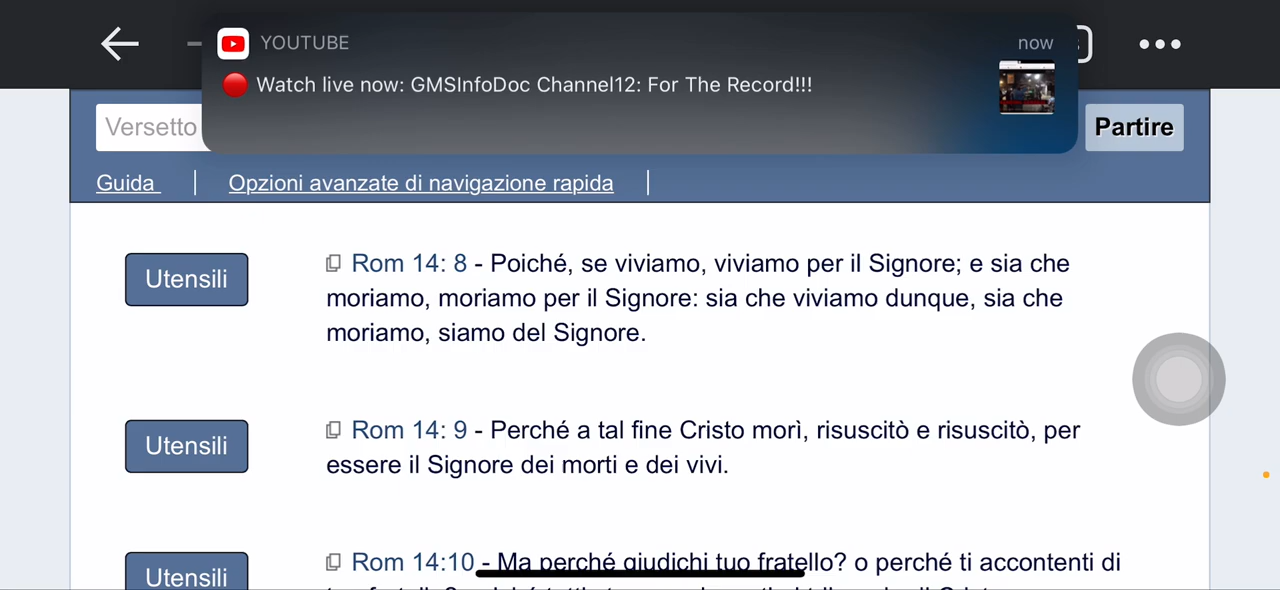 YOUTUBE
now
Watch live now: GMSInfoDoc Channel12: For The Record!!!
Versetto
Partire
Guida
Opzioni avanzate di navigazione rapida
Utensili
Rom 14: 8 - Poiché, se viviamo, viviamo per il Signore; e sia che
moriamo, moriamo per il Signore: sia che viviamo dunque, sia che
moriamo, siamo del Signore.
Utensili
Rom 14: 9 - Perché a tal fine Cristo morì, risuscitò e risuscitò, per
essere il Signore dei morti e dei vivi.
Utensili
Rom 14:10 - Ma perché giudichi tuo fratello? o perché ti accontenti di